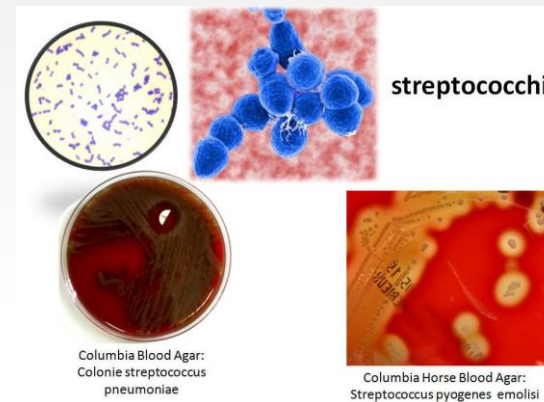 streptococchi
Columbia Blood Agar:
Colonie streptococcus
pneumoniae
Columbia Horse Blood Agar:
Streptococcus pyogenes emolisi